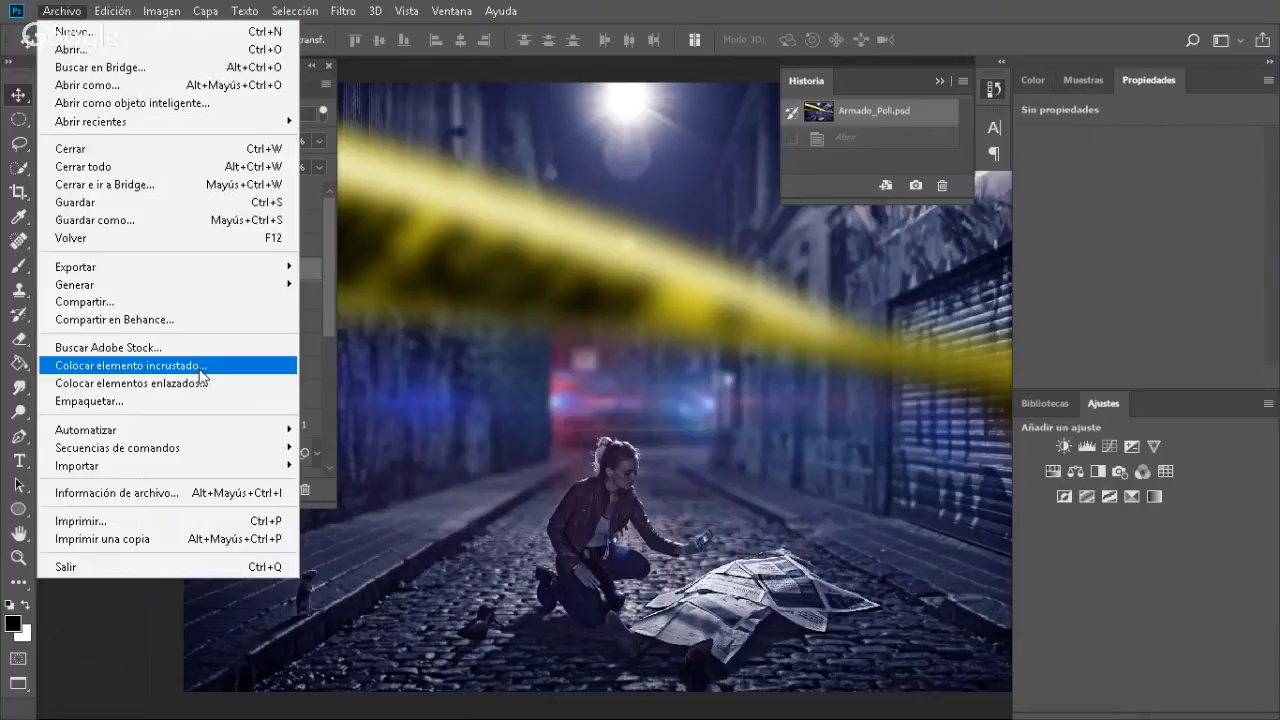 Ps Archivo Edición Imagen Capa Texto Selección Filtro 3D Vista Ventana Ayuda
Google
Nuevo... Ctrl+N
Abrir... Ctrl+O
Buscar en Bridge... Alt+Ctrl+O
Abrir como... Alt+Mayús+Ctrl+O
Abrir como objeto inteligente...
Abrir recientes
Cerrar Ctrl+W
Cerrar todo Alt+Ctrl+W
Cerrar e ir a Bridge... Mayús+Ctrl+W
Guardar Ctrl+S
Guardar como... Mayús+Ctrl+S
Volver F12
Exportar
Generar
Compartir...
Compartir en Behance...
Buscar Adobe Stock...
Colocar elemento incrustado...
Colocar elementos enlazados...
Empaquetar...
Automatizar
Secuencias de comandos
Importar
Información de archivo... Alt+Mayús+Ctrl+I
Imprimir... Ctrl+P
Imprimir una copia Alt+Mayús+Ctrl+P
Salir Ctrl+Q
transf.
Modo 3D:
%
%
1
Historia
Armado_Poli.psd
Abrir
Color Muestras Propiedades
Sin propiedades
Bibliotecas Ajustes
Añadir un ajuste